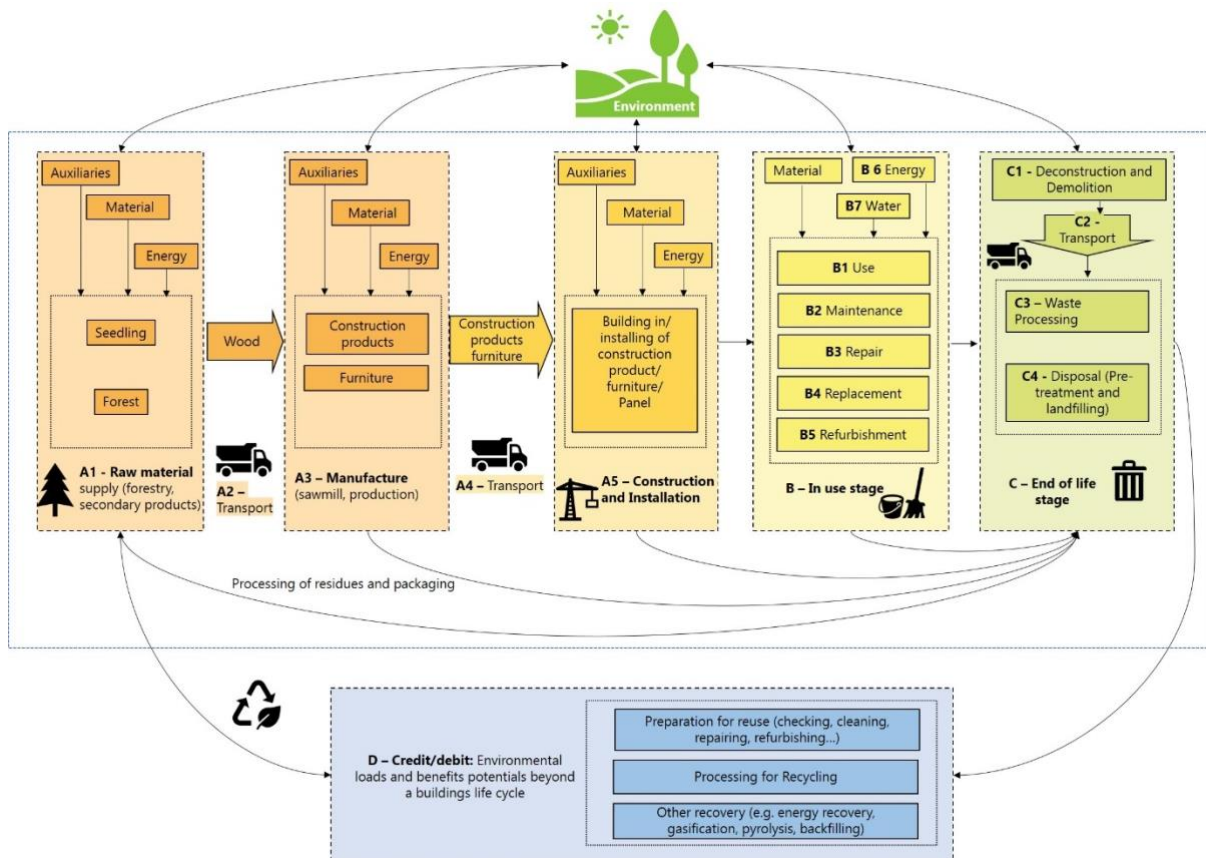 Environment
Auxiliaries
Material
Energy
Seedling
Forest
A1 - Raw material
supply (forestry,
secondary products)
Wood
A2 –
Transport
Auxiliaries
Material
Energy
Construction
products
Furniture
A3 – Manufacture
(sawmill, production)
Construction
products
furniture
A4 – Transport
Auxiliaries
Material
Energy
Building in/
installing of
construction
product/
furniture/
Panel
A5 – Construction
and Installation
Material
B 6 Energy
B7 Water
B1 Use
B2 Maintenance
B3 Repair
B4 Replacement
B5 Refurbishment
B – In use stage
C1 - Deconstruction and
Demolition
C2 -
Transport
C3 – Waste
Processing
C4 - Disposal (Pre-
treatment and
landfilling)
C – End of life
stage
Processing of residues and packaging
D – Credit/debit: Environmental
loads and benefits potentials beyond
a buildings life cycle
Preparation for reuse (checking, cleaning,
repairing, refurbishing...)
Processing for Recycling
Other recovery (e.g. energy recovery,
gasification, pyrolysis, backfilling)